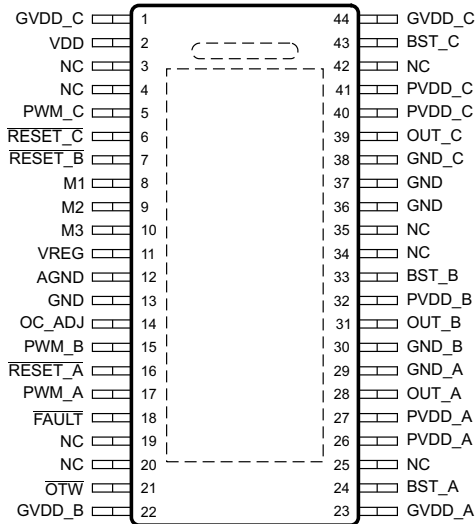 GVDD_C 1 44 GVDD_C
VDD 2 43 BST_C
NC 3 42 NC
NC 4 41 PVDD_C
PWM_C 5 40 PVDD_C
RESET_C 6 39 OUT_C
RESET_B 7 38 GND_C
M1 8 37 GND
M2 9 36 GND
M3 10 35 NC
VREG 11 34 NC
AGND 12 33 BST_B
GND 13 32 PVDD_B
OC_ADJ 14 31 OUT_B
PWM_B 15 30 GND_B
RESET_A 16 29 GND_A
PWM_A 17 28 OUT_A
FAULT 18 27 PVDD_A
NC 19 26 PVDD_A
NC 20 25 NC
OTW 21 24 BST_A
GVDD_B 22 23 GVDD_A